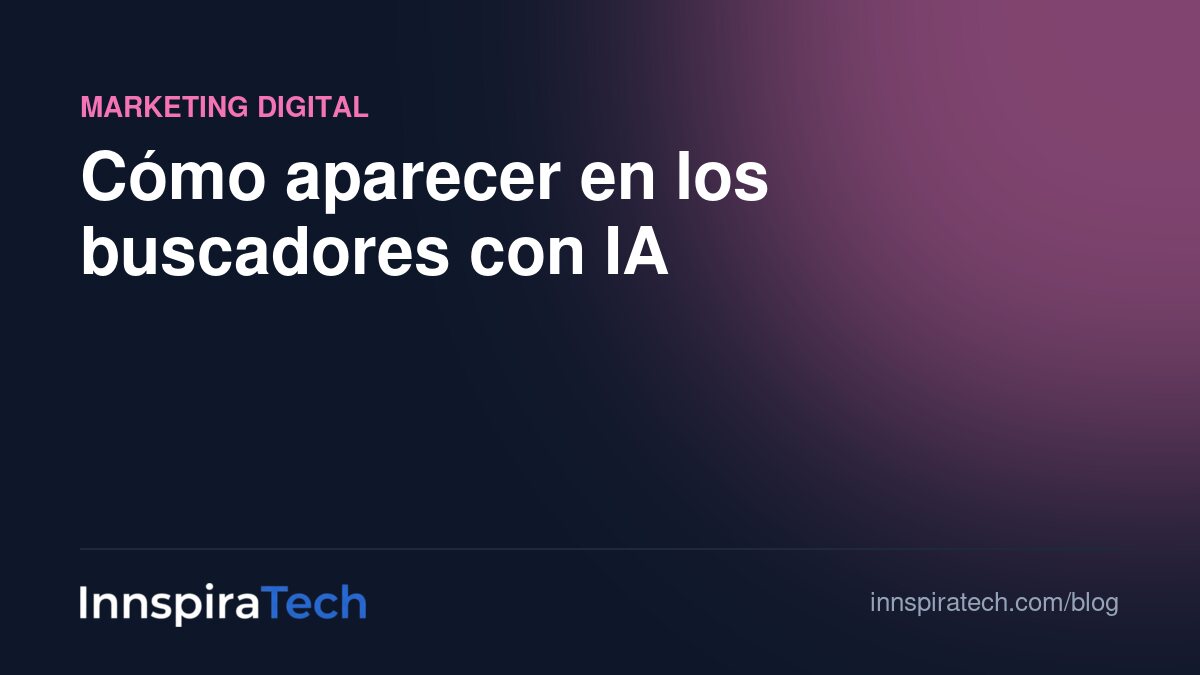 MARKETING DIGITAL
Cómo aparecer en los
buscadores con IA
InnspiraTech
innspiratech.com/blog